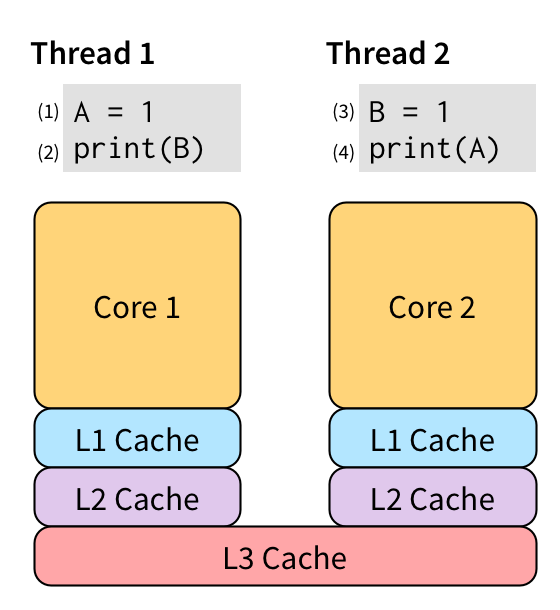 Thread 1
(1) A = 1
(2) print(B)
Thread 2
(3) B = 1
(4) print(A)
Core 1
Core 2
L1 Cache
L1 Cache
L2 Cache
L2 Cache
L3 Cache